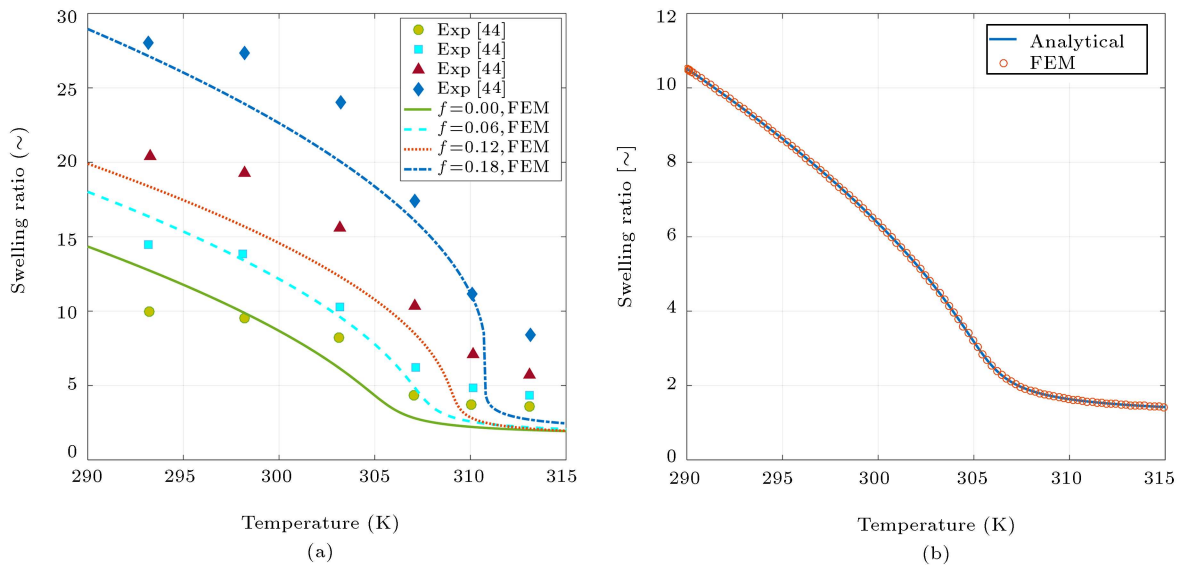 30
25
20
15
10
5
0
290
295
300
305
310
315
Swelling ratio (~)
Temperature (K)
Exp [44]
Exp [44]
Exp [44]
Exp [44]
f=0.00, FEM
f=0.06, FEM
f=0.12, FEM
f=0.18, FEM
(a)
12
10
8
6
4
2
0
290
295
300
305
310
315
Swelling ratio [~]
Temperature (K)
Analytical
FEM
(b)